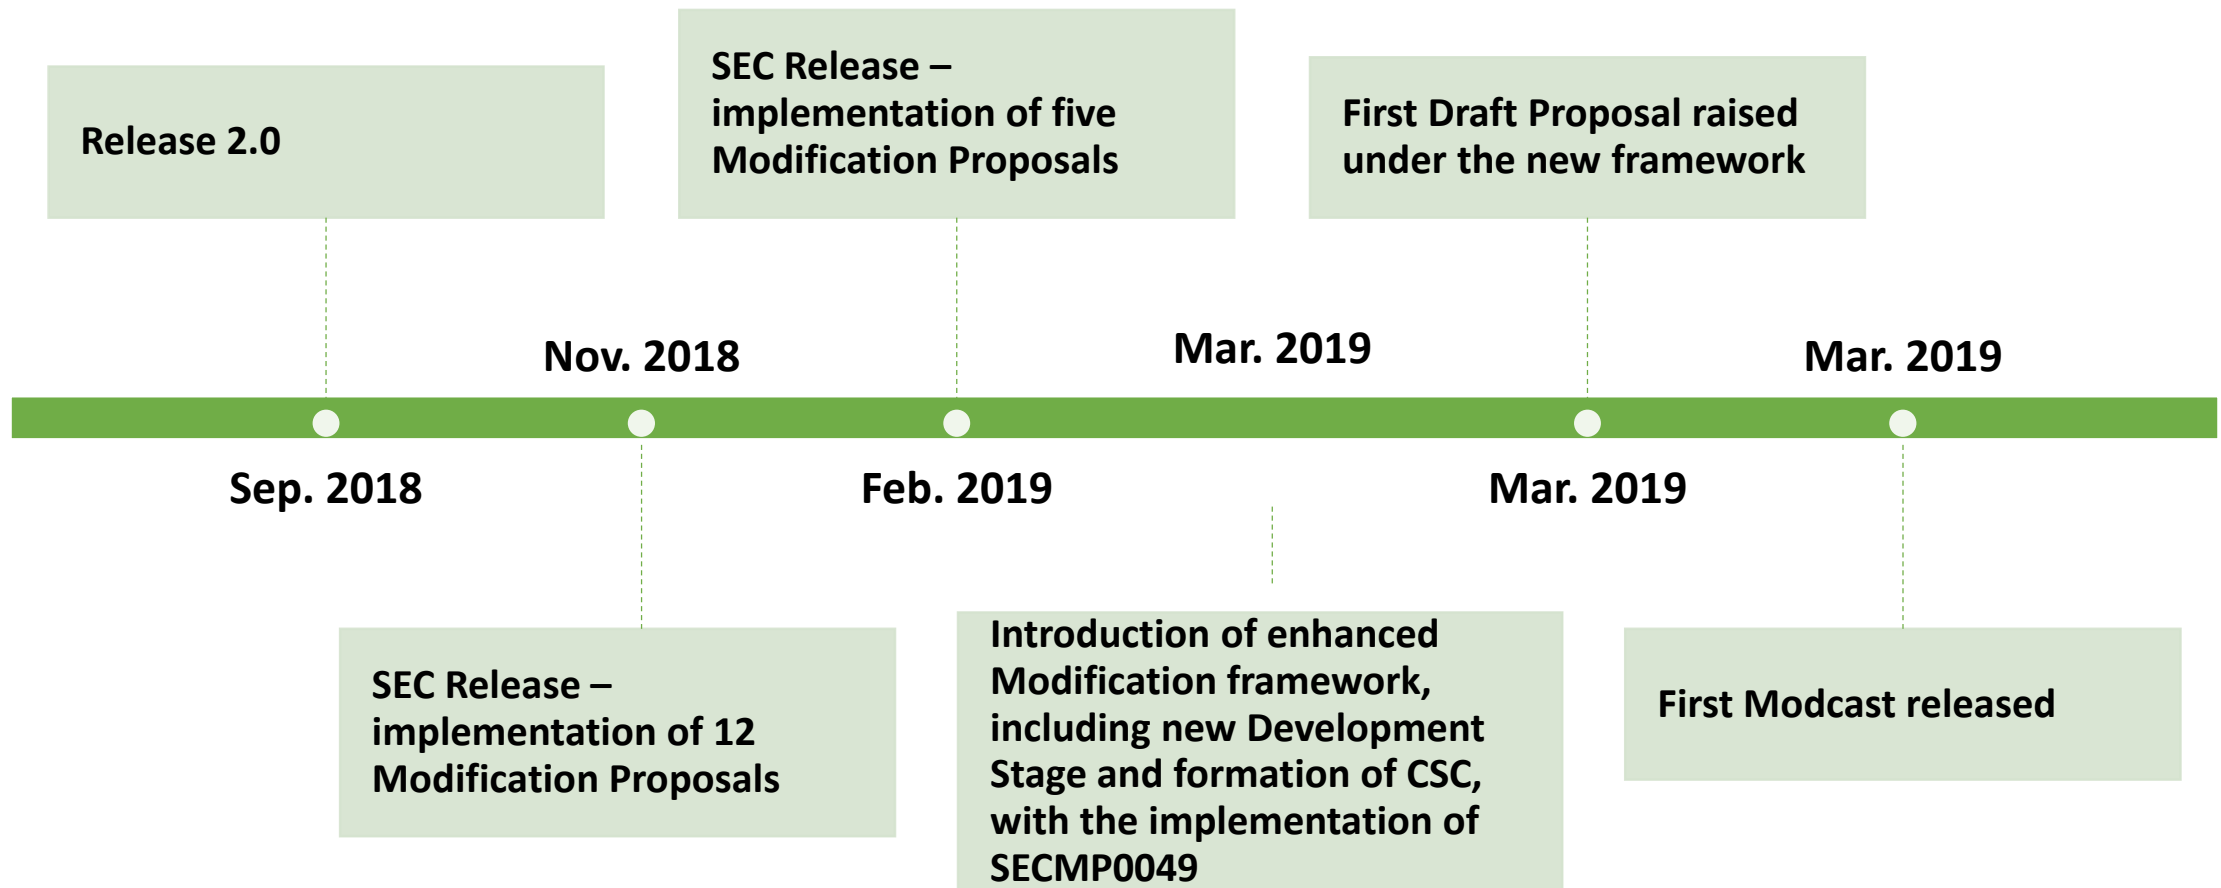 Release 2.0
SEC Release –
implementation of five
Modification Proposals
First Draft Proposal raised
under the new framework
Nov. 2018
Mar. 2019
Mar. 2019
Sep. 2018
Feb. 2019
Mar. 2019
SEC Release –
implementation of 12
Modification Proposals
Introduction of enhanced
Modification framework,
including new Development
Stage and formation of CSC,
with the implementation of
SECMP0049
First Modcast released